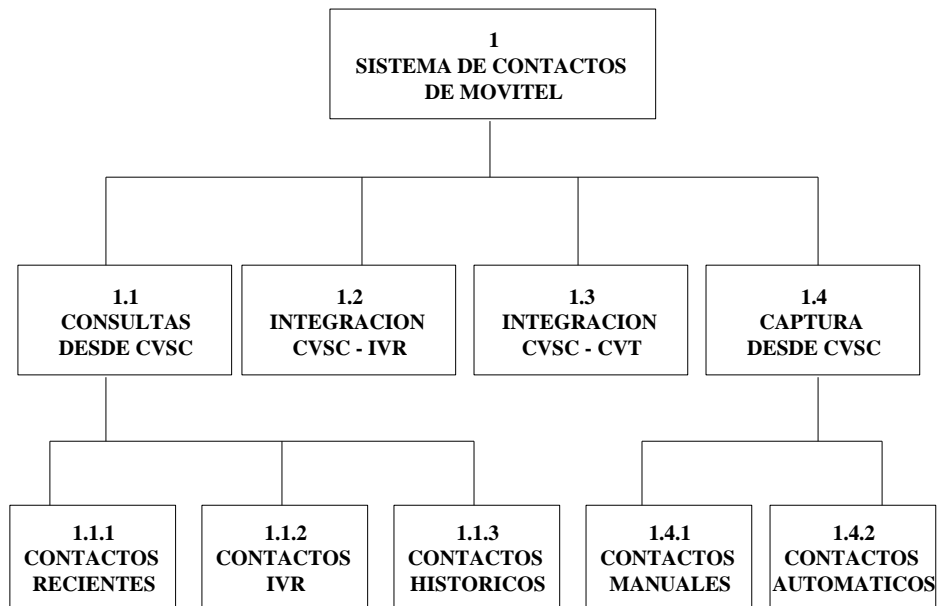 1
SISTEMA DE CONTACTOS
DE MOVITEL
1.1
CONSULTAS
DESDE CVSC
1.2
INTEGRACION
CVSC - IVR
1.3
INTEGRACION
CVSC - CVT
1.4
CAPTURA
DESDE CVSC
1.1.1
CONTACTOS
RECIENTES
1.1.2
CONTACTOS
IVR
1.1.3
CONTACTOS
HISTORICOS
1.4.1
CONTACTOS
MANUALES
1.4.2
CONTACTOS
AUTOMATICOS